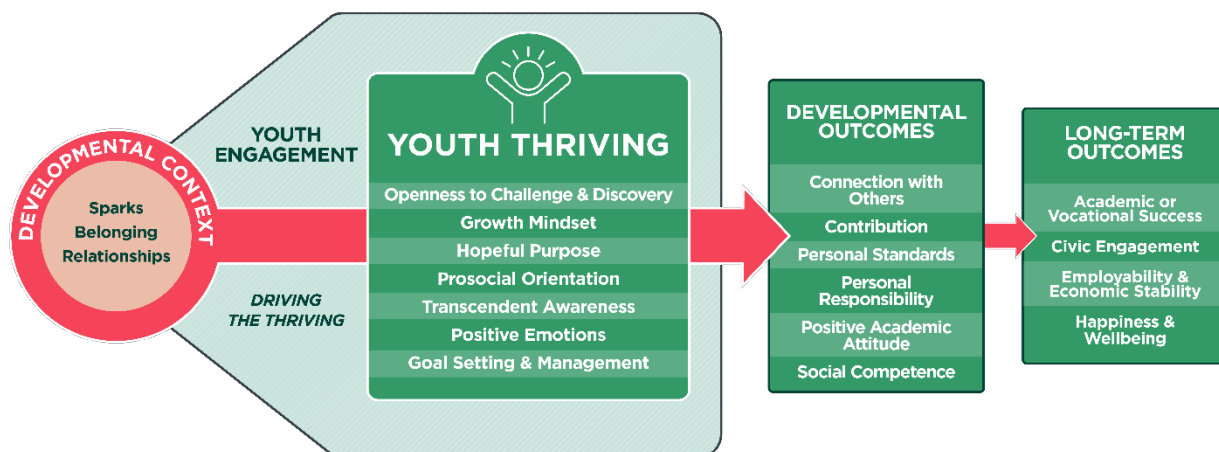 DEVELOPMENTAL CONTEXT
Sparks
Belonging
Relationships
YOUTH
ENGAGEMENT
DRIVING
THE THRIVING
YOUTH THRIVING
Openness to Challenge & Discovery
Growth Mindset
Hopeful Purpose
Prosocial Orientation
Transcendent Awareness
Positive Emotions
Goal Setting & Management
DEVELOPMENTAL
OUTCOMES
Connection with
Others
Contribution
Personal Standards
Personal
Responsibility
Positive Academic
Attitude
Social Competence
LONG-TERM
OUTCOMES
Academic or
Vocational Success
Civic Engagement
Employability &
Economic Stability
Happiness &
Wellbeing